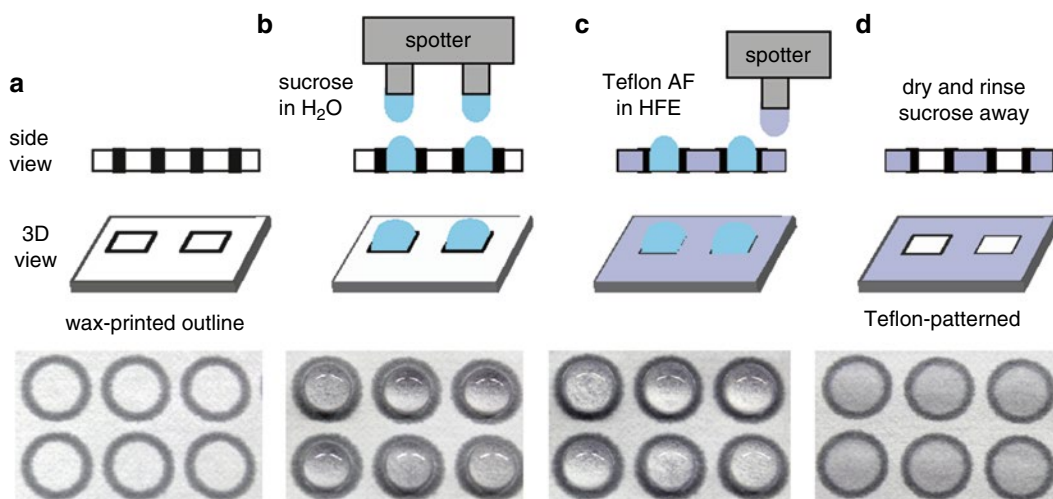 a
b
c
d
spotter
sucrose
in H₂O
Teflon AF
in HFE
spotter
dry and rinse
sucrose away
side
view
3D
view
wax-printed outline
Teflon-patterned